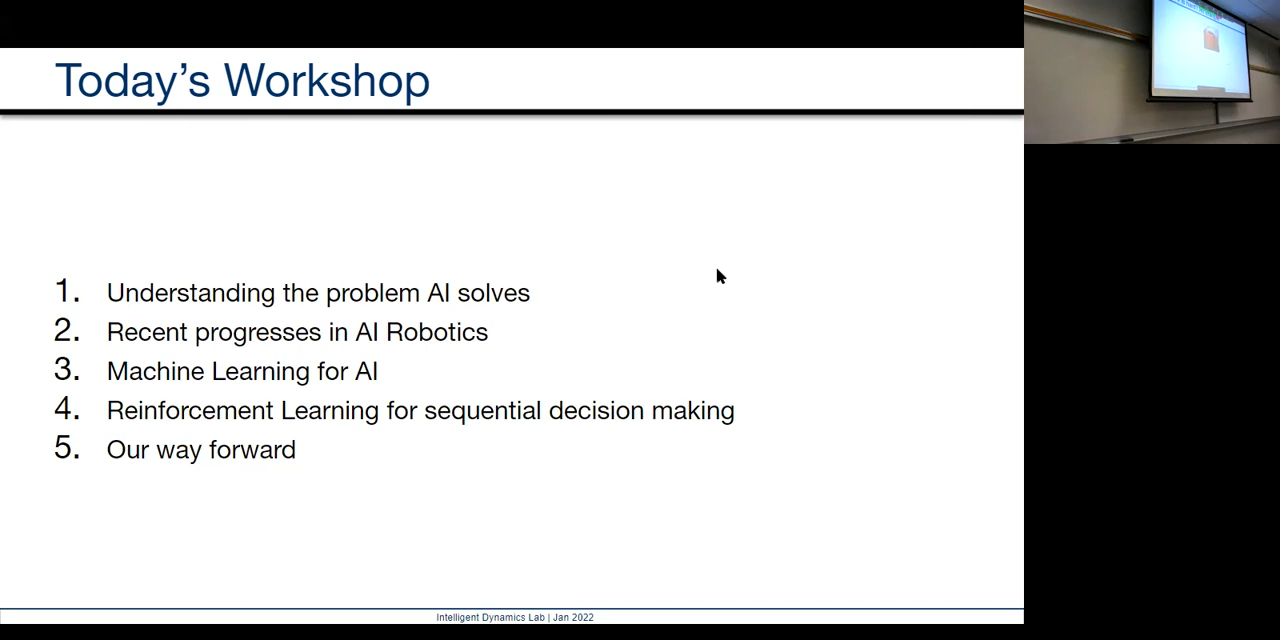 Today's Workshop
1. Understanding the problem AI solves
2. Recent progresses in AI Robotics
3. Machine Learning for AI
4. Reinforcement Learning for sequential decision making
5. Our way forward
Intelligent Dynamics Lab | Jan 2022